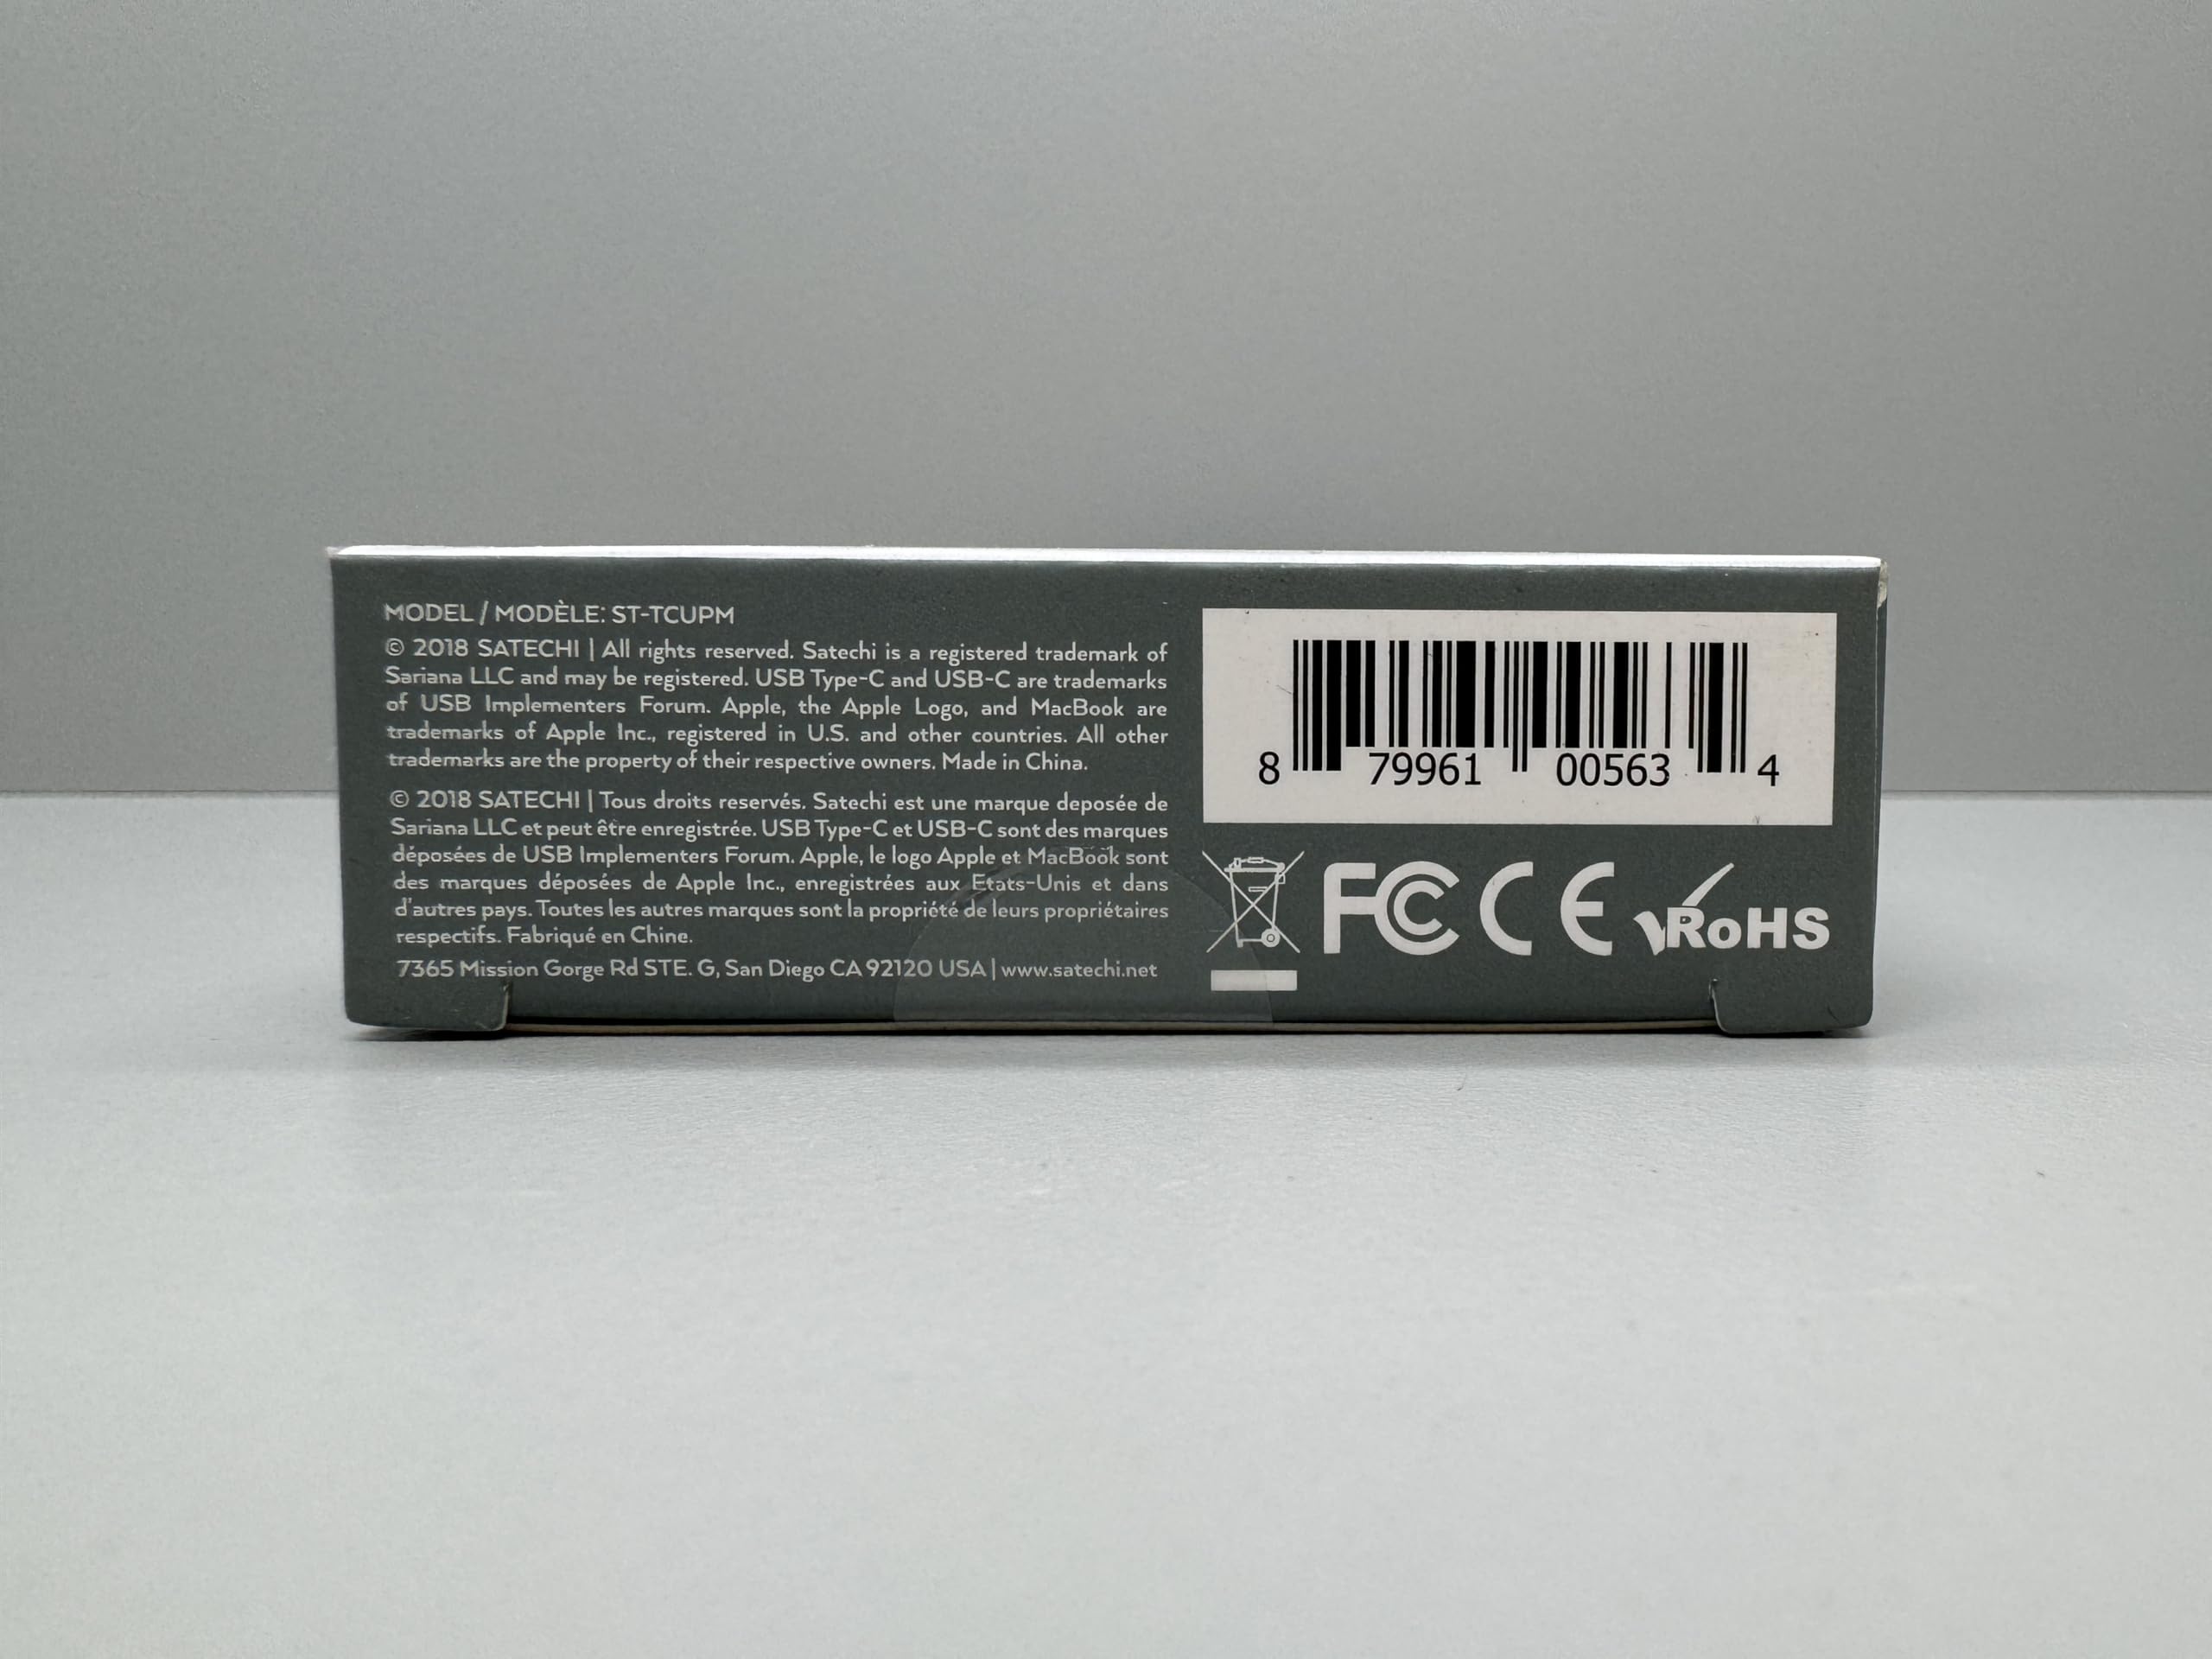 MODEL / MODÈLE: ST-TCUPM
© 2018 SATECHI | All rights reserved. Satechi is a registered trademark of
Sariana LLC and may be registered. USB Type-C and USB-C are trademarks
of USB Implementers Forum. Apple, the Apple Logo, and MacBook are
trademarks of Apple Inc., registered in U.S. and other countries. All other
trademarks are the property of their respective owners. Made in China.
© 2018 SATECHI | Tous droits reservés. Satechi est une marque deposée de
Sariana LLC et peut être enregistrée. USB Type-C et USB-C sont des marques
déposées de USB Implementers Forum. Apple, le logo Apple et MacBook sont
des marques déposées de Apple Inc., enregistrées aux Etats-Unis et dans
d'autres pays. Toutes les autres marques sont la propriété de leurs propriétaires
respectifs. Fabriqué en Chine.
7365 Mission Gorge Rd STE. G, San Diego CA 92120 USA | www.satechi.net
8 79961 00563 4
FC CE RoHS